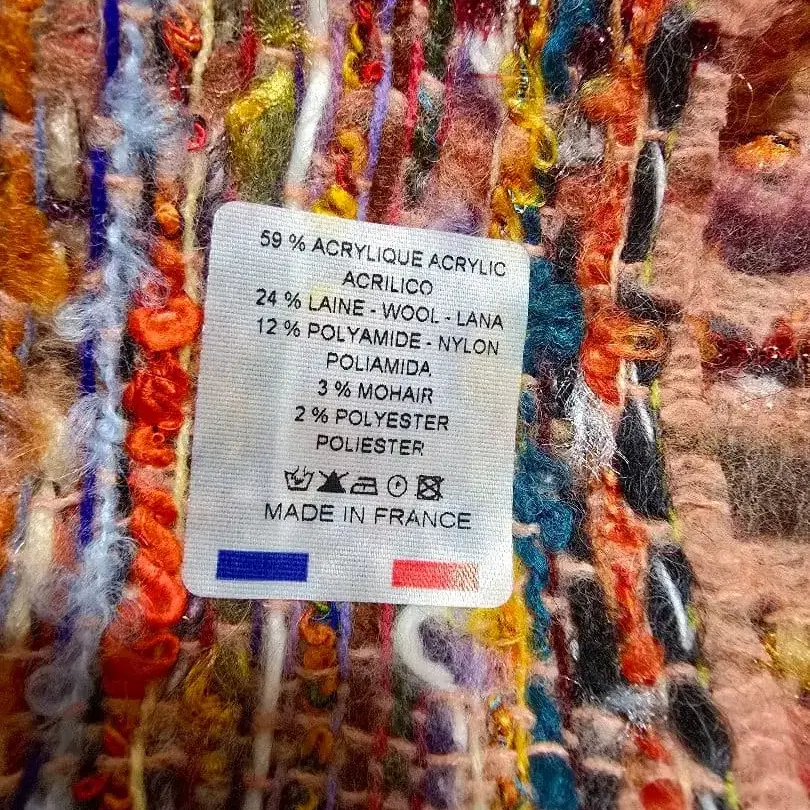 59 % ACRYLIQUE ACRYLIC
ACRILICO
24 % LAINE - WOOL - LANA
12 % POLYAMIDE - NYLON
POLIAMIDA
3 % MOHAIR
2 % POLYESTER
POLIESTER
MADE IN FRANCE